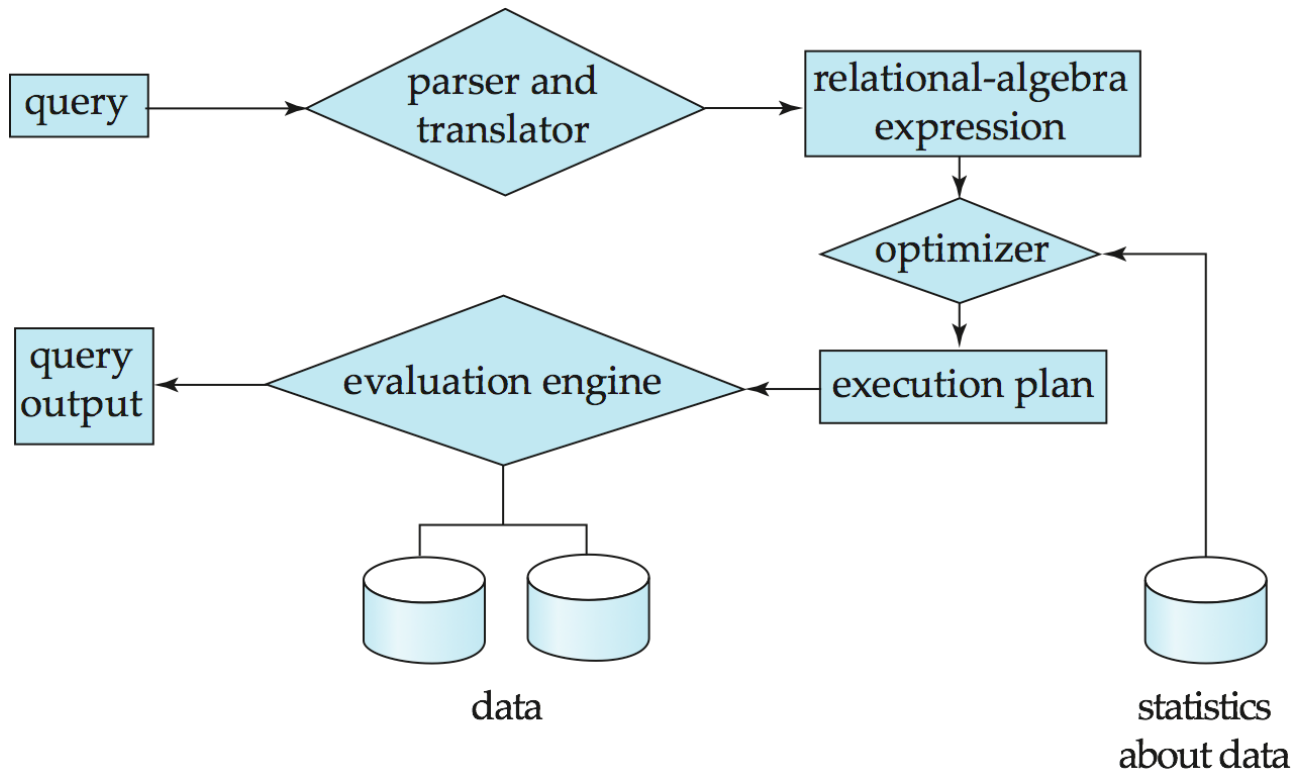 query
parser and
translator
relational-algebra
expression
optimizer
query
output
evaluation engine
execution plan
data
statistics
about data